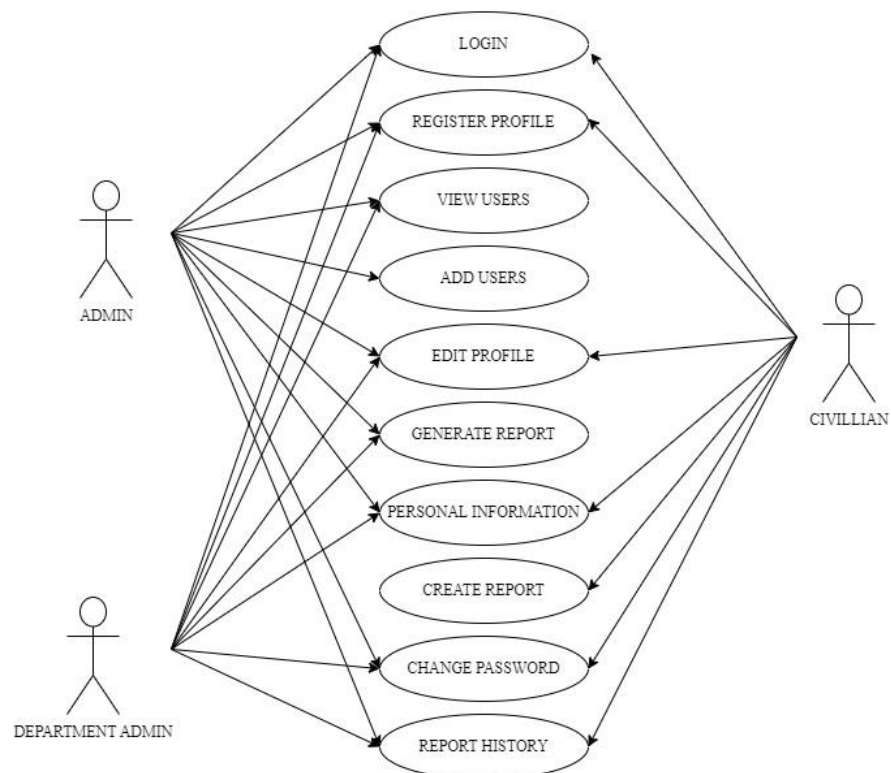 LOGIN
REGISTER PROFILE
VIEW USERS
ADD USERS
ADMIN
EDIT PROFILE
CIVILLIAN
GENERATE REPORT
PERSONAL INFORMATION
CREATE REPORT
CHANGE PASSWORD
DEPARTMENT ADMIN
REPORT HISTORY